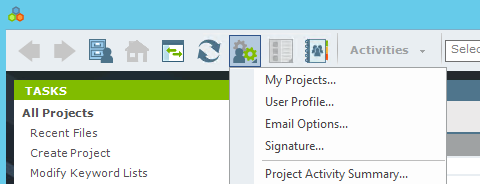 Activities
Selec
My Projects...
User Profile...
Email Options...
Signature...
Project Activity Summary...
TASKS
All Projects
Recent Files
Create Project
Modify Keyword Lists